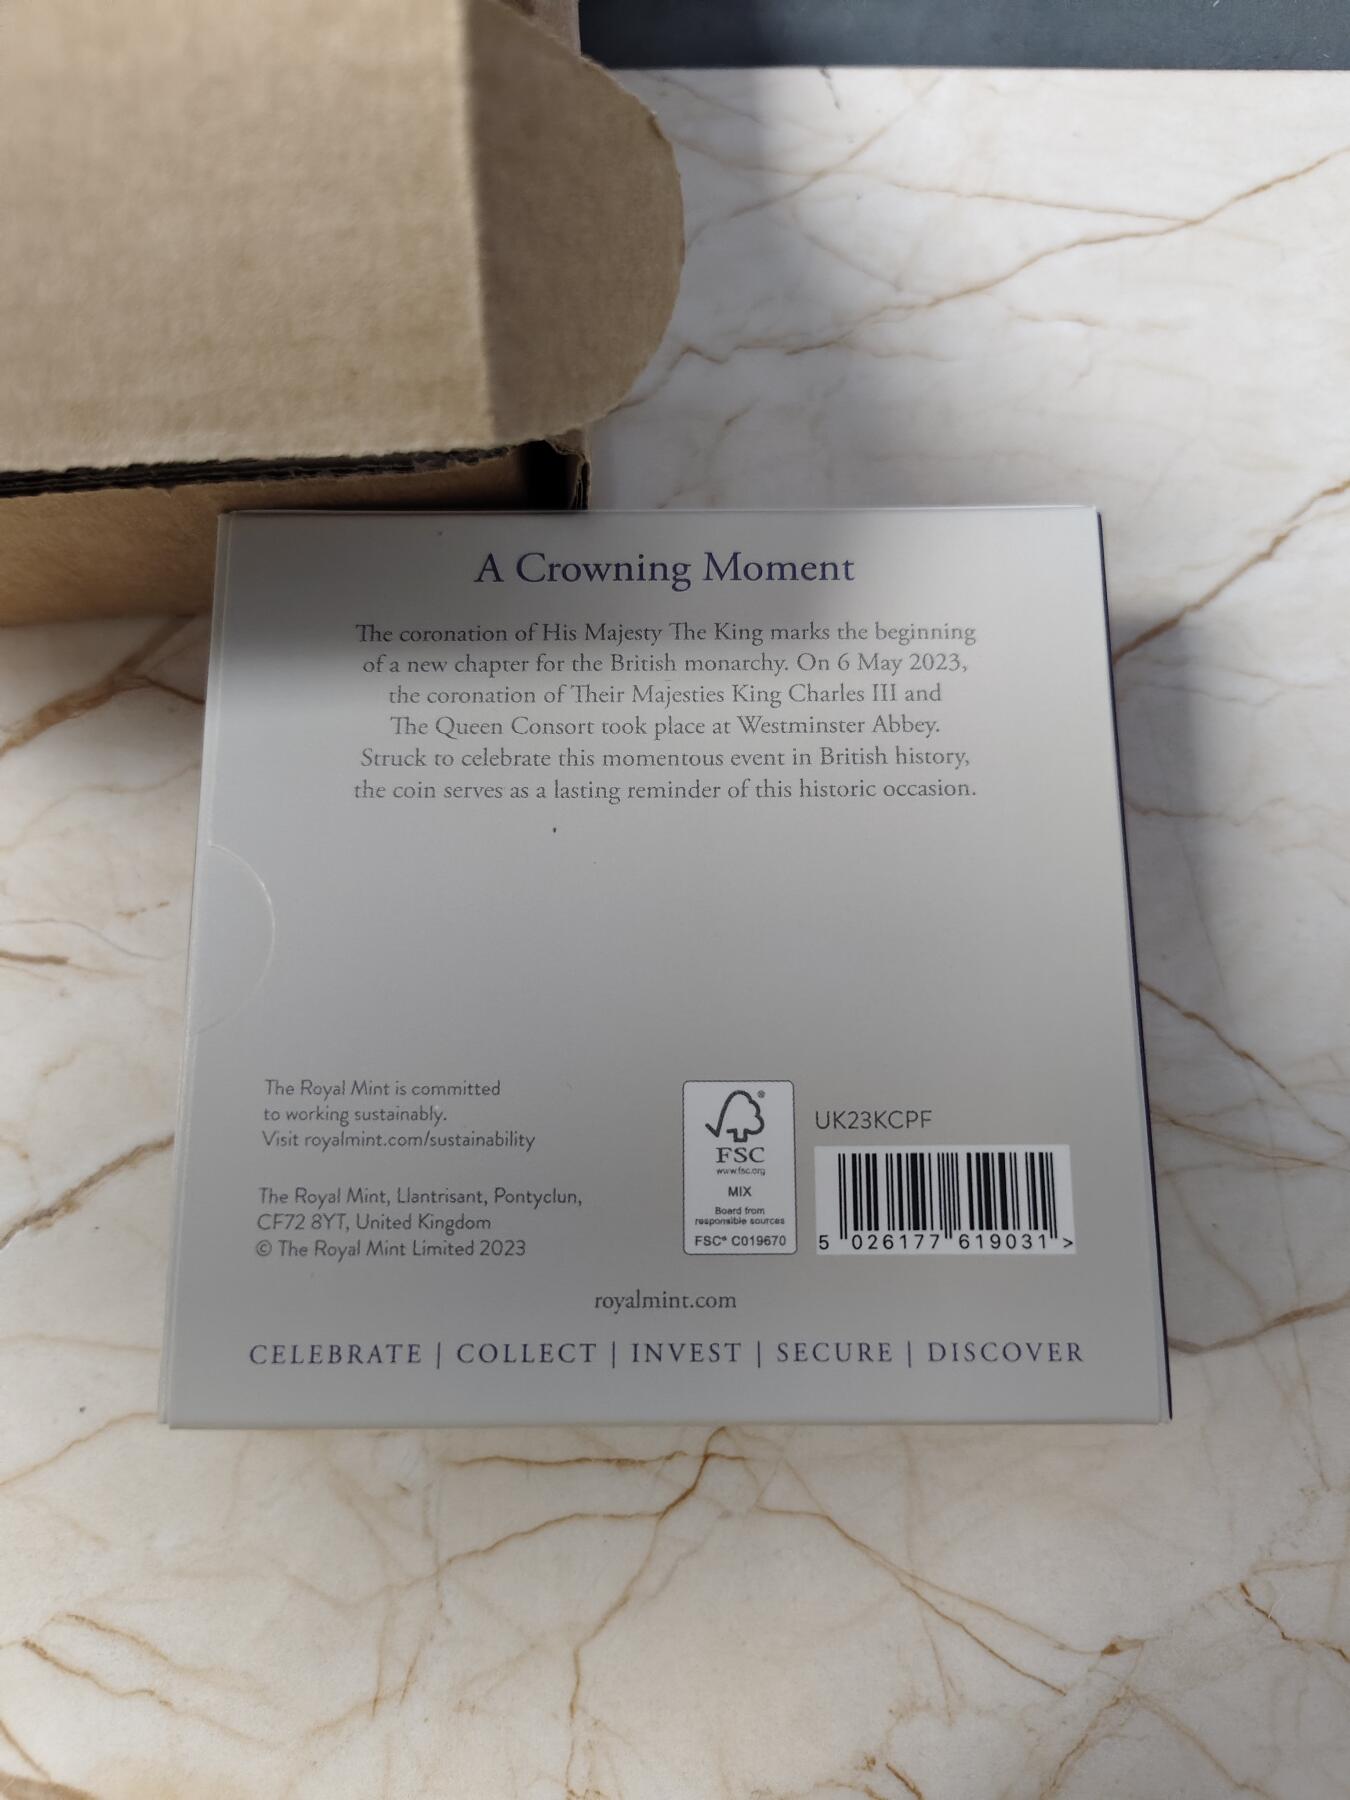 A Crowning Moment
The coronation of His Majesty The King marks the beginning
of a new chapter for the British monarchy. On 6 May 2023,
the coronation of Their Majesties King Charles III and
The Queen Consort took place at Westminster Abbey.
Struck to celebrate this momentous event in British history,
the coin serves as a lasting reminder of this historic occasion.
The Royal Mint is committed
to working sustainably.
Visit royalmint.com/sustainability
The Royal Mint, Llantrisant, Pontyclun,
CF72 8YT, United Kingdom
© The Royal Mint Limited 2023
®
FSC
www.fsc.org
MIX
Board from
responsible sources
FSC® C019670
UK23KCPF
5 026177 619031 >
royalmint.com
CELEBRATE | COLLECT | INVEST | SECURE | DISCOVER